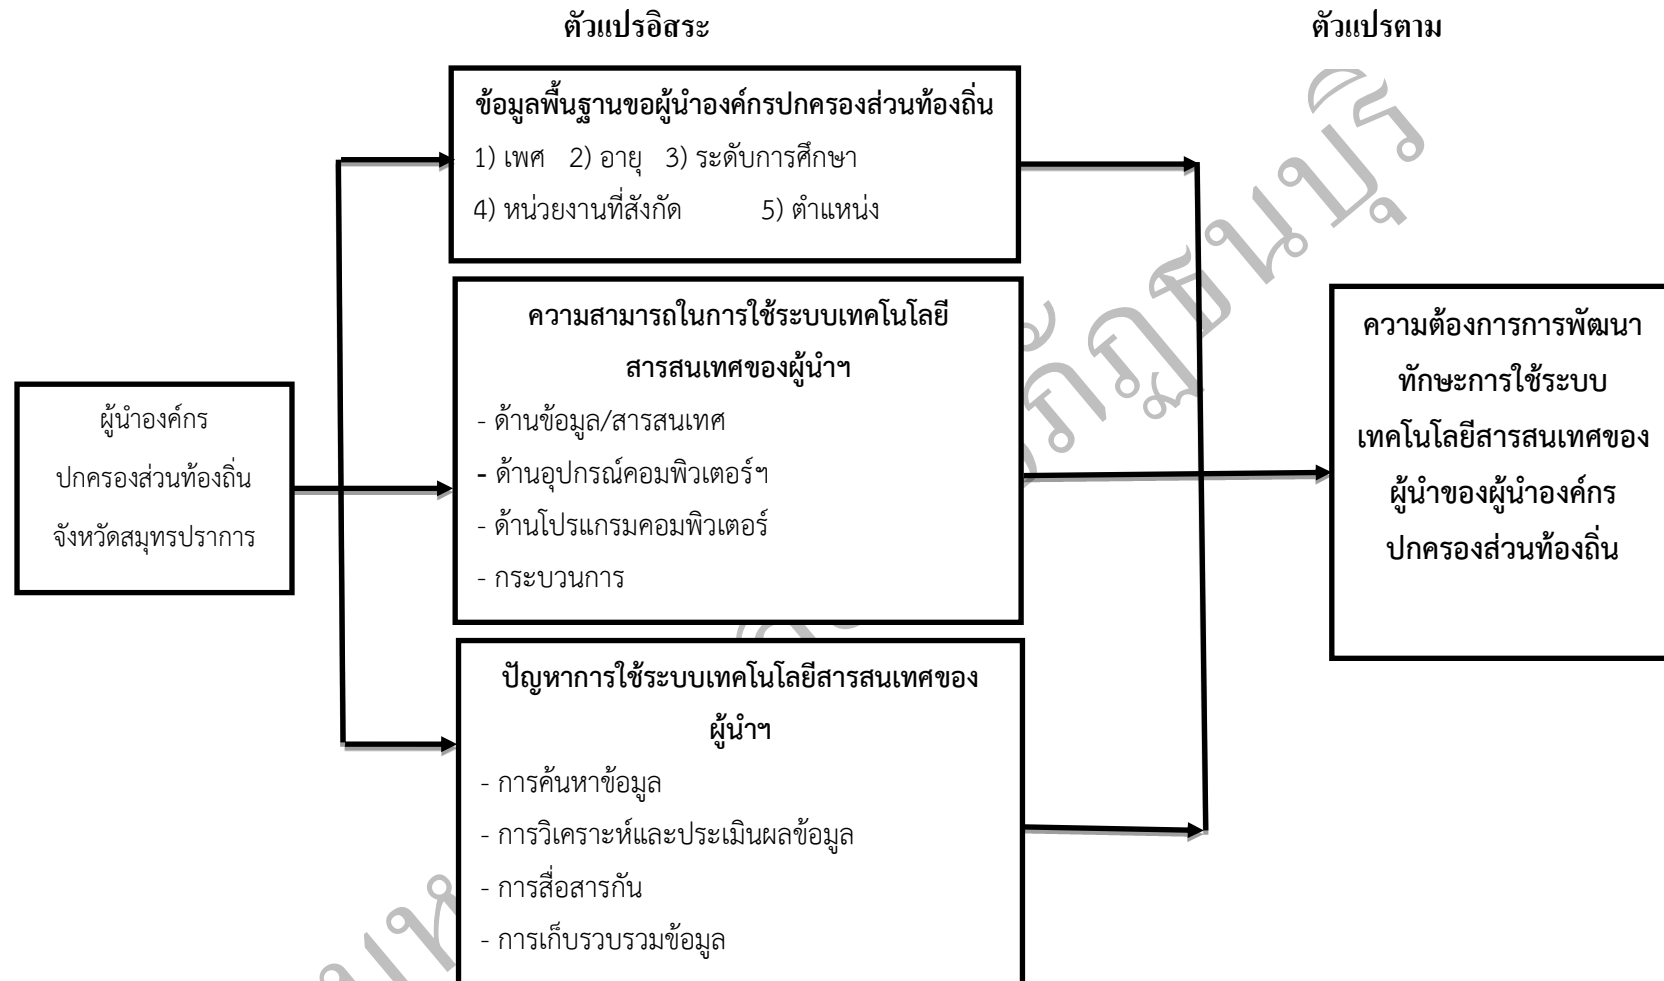 ตัวแปรอิสระ
ตัวแปรตาม
ข้อมูลพื้นฐานขอผู้นำองค์กรปกครองส่วนท้องถิ่น
1) เพศ 2) อายุ 3) ระดับการศึกษา
4) หน่วยงานที่สังกัด 5) ตำแหน่ง
ความสามารถในการใช้ระบบเทคโนโลยี
สารสนเทศของผู้นำฯ
- ด้านข้อมูล/สารสนเทศ
- ด้านอุปกรณ์คอมพิวเตอร์ฯ
- ด้านโปรแกรมคอมพิวเตอร์
- กระบวนการ
ผู้นำองค์กร
ปกครองส่วนท้องถิ่น
จังหวัดสมุทรปราการ
ปัญหาการใช้ระบบเทคโนโลยีสารสนเทศของ
ผู้นำฯ
- การค้นหาข้อมูล
- การวิเคราะห์และประเมินผลข้อมูล
- การสื่อสารกัน
- การเก็บรวบรวมข้อมูล
ความต้องการการพัฒนา
ทักษะการใช้ระบบ
เทคโนโลยีสารสนเทศของ
ผู้นำของผู้นำองค์กร
ปกครองส่วนท้องถิ่น